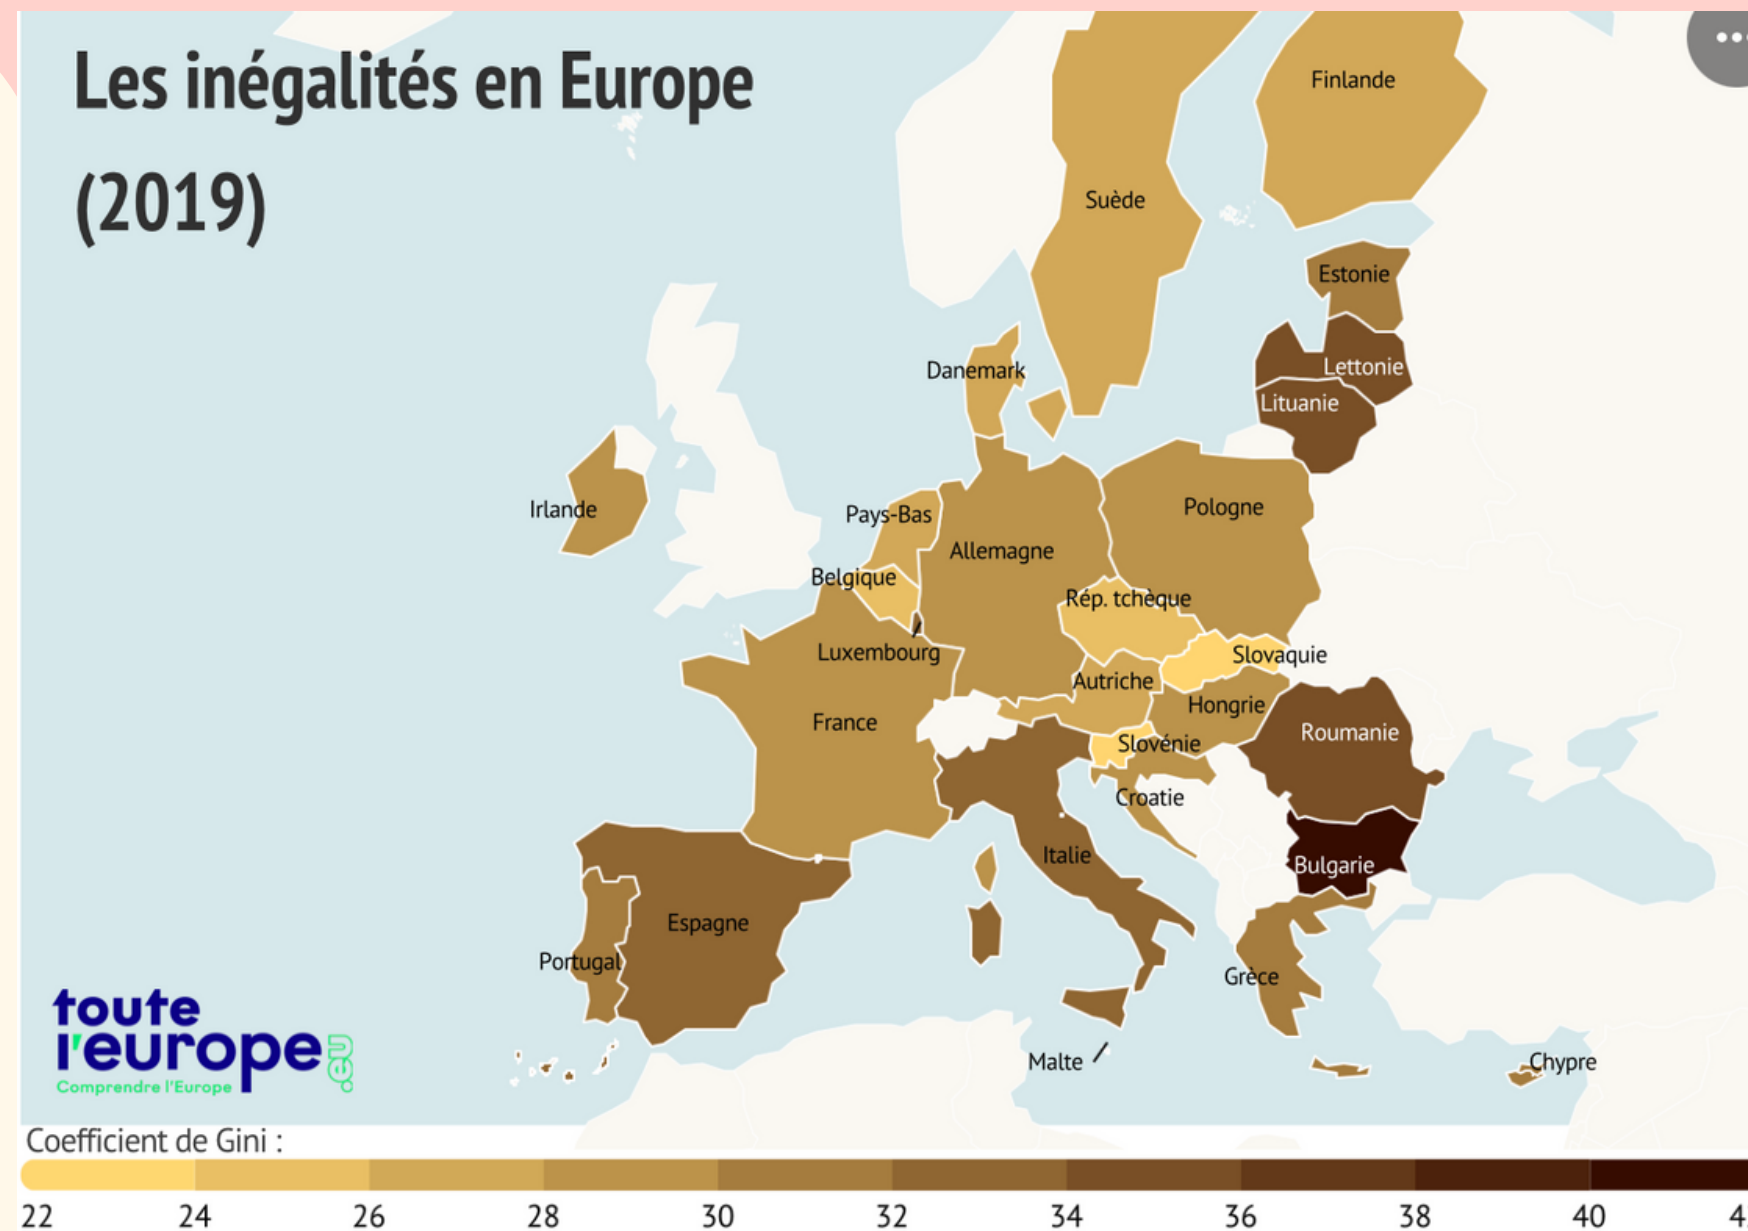 Les inégalités en Europe
(2019)
Finlande
Suède
Estonie
Danemark
Lettonie
Lituanie
Irlande
Pays-Bas
Pologne
Allemagne
Belgique
Rép. tchèque
Luxembourg
Slovaquie
Autriche
Hongrie
France
Roumanie
Slovénie
Croatie
Italie
Bulgarie
Espagne
Portugal
Grèce
Malte
Chypre
toute
l'europe.eu
Comprendre l'Europe
Coefficient de Gini :
22 24 26 28 30 32 34 36 38 40